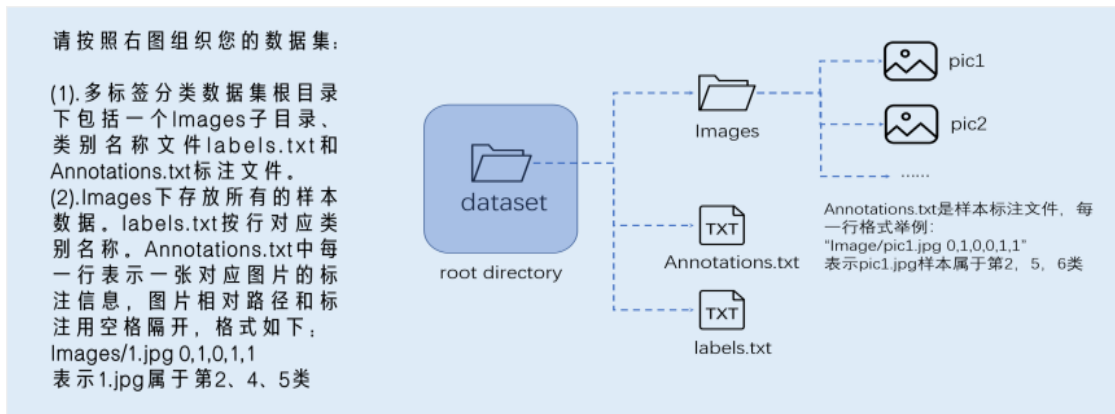 请按照右图组织您的数据集：
(1).多标签分类数据集根目录
下包括一个Images子目录、
类别名称文件labels.txt和
Annotations.txt标注文件。
(2).Images下存放所有的样本
数据。labels.txt按行对应类
别名称。Annotations.txt中每
一行表示一张对应图片的标
注信息，图片相对路径和标
注用空格隔开，格式如下：
Images/1.jpg 0,1,0,1,1
表示1.jpg属于第2、4、5类
dataset
root directory
Images
pic1
pic2
......
TXT
Annotations.txt
Annotations.txt是样本标注文件，每
一行格式举例：
“Image/pic1.jpg 0,1,0,0,1,1”
表示pic1.jpg样本属于第2，5，6类
TXT
labels.txt